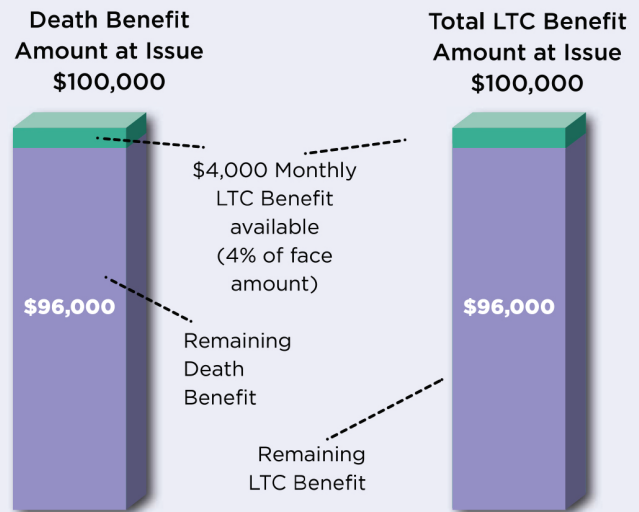 Death Benefit
Amount at Issue
$100,000
Total LTC Benefit
Amount at Issue
$100,000
$4,000 Monthly
LTC Benefit
available
(4% of face
amount)
$96,000
$96,000
Remaining
Death
Benefit
Remaining
LTC Benefit